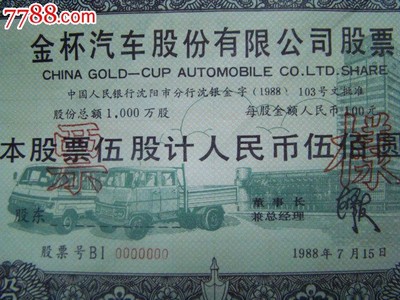 7788.com
金杯汽车股份有限公司股票
CHINA GOLD—CUP AUTOMOBILE CO.LTD.SHARE
中国人民银行沈阳市分行沈银金字(1988)103号文批准
股份总额1,000万股 每股金额人民币100元
票 样
本股票伍股计人民币伍佰圆
股东
董事长
兼总经理
股票号BI 0000000
1988年7月15日